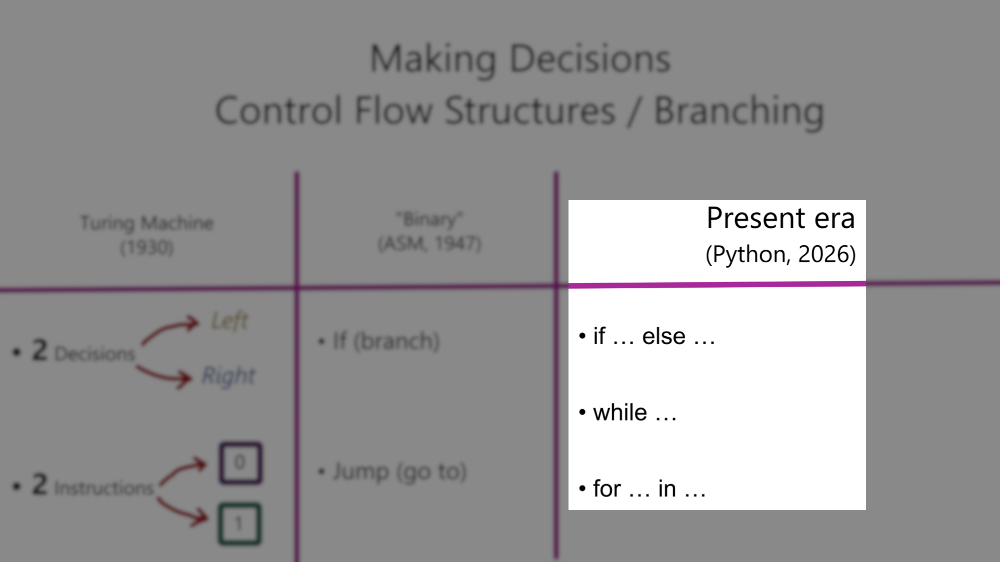 Making Decisions
Control Flow Structures / Branching
Turing Machine
(1930)
"Binary"
(ASM, 1947)
Present era
(Python, 2026)
• 2 Decisions
Left
Right
• 2 Instructions
0
1
• If (branch)
• Jump (go to)
• if … else …
• while …
• for … in …